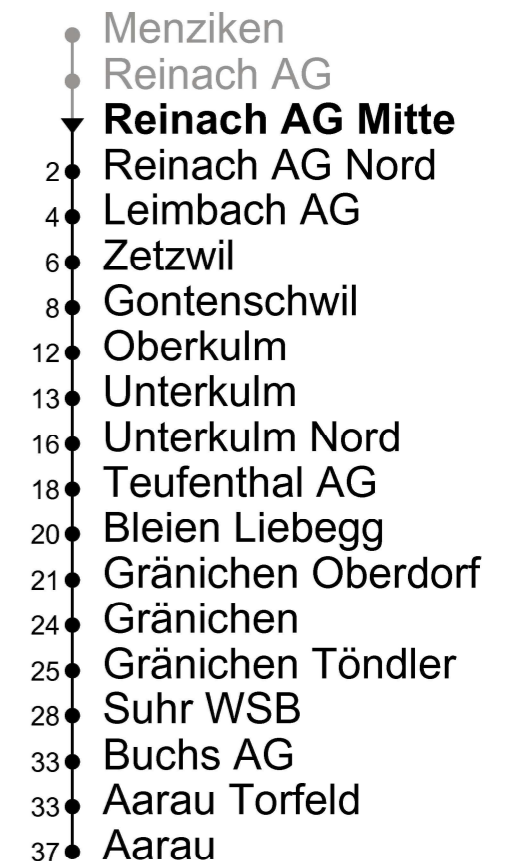 Menziken
Reinach AG
Reinach AG Mitte
2 Reinach AG Nord
4 Leimbach AG
6 Zetzwil
8 Gontenschwil
12 Oberkulm
13 Unterkulm
16 Unterkulm Nord
18 Teufenthal AG
20 Bleien Liebegg
21 Gränichen Oberdorf
24 Gränichen
25 Gränichen Töndler
28 Suhr WSB
33 Buchs AG
33 Aarau Torfeld
37 Aarau